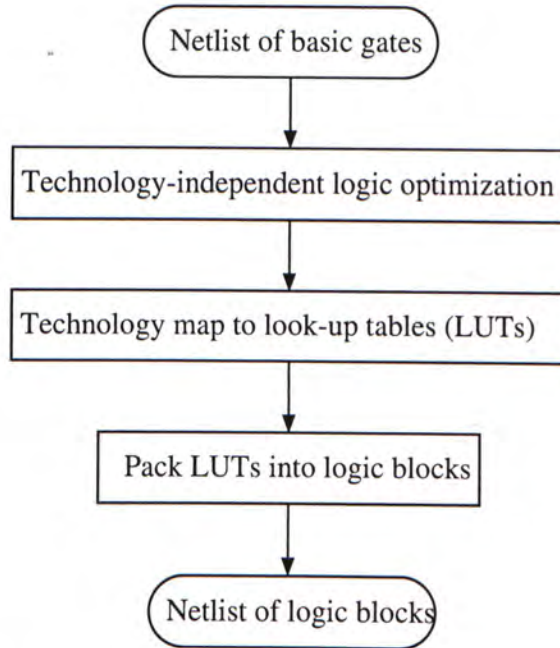 Netlist of basic gates
Technology-independent logic optimization
Technology map to look-up tables (LUTs)
Pack LUTs into logic blocks
Netlist of logic blocks